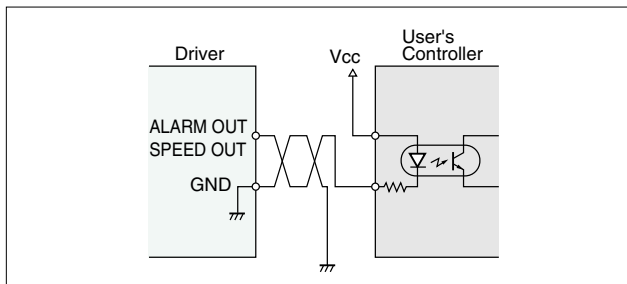 Driver
Vcc
User's
Controller
ALARM OUT
SPEED OUT
GND